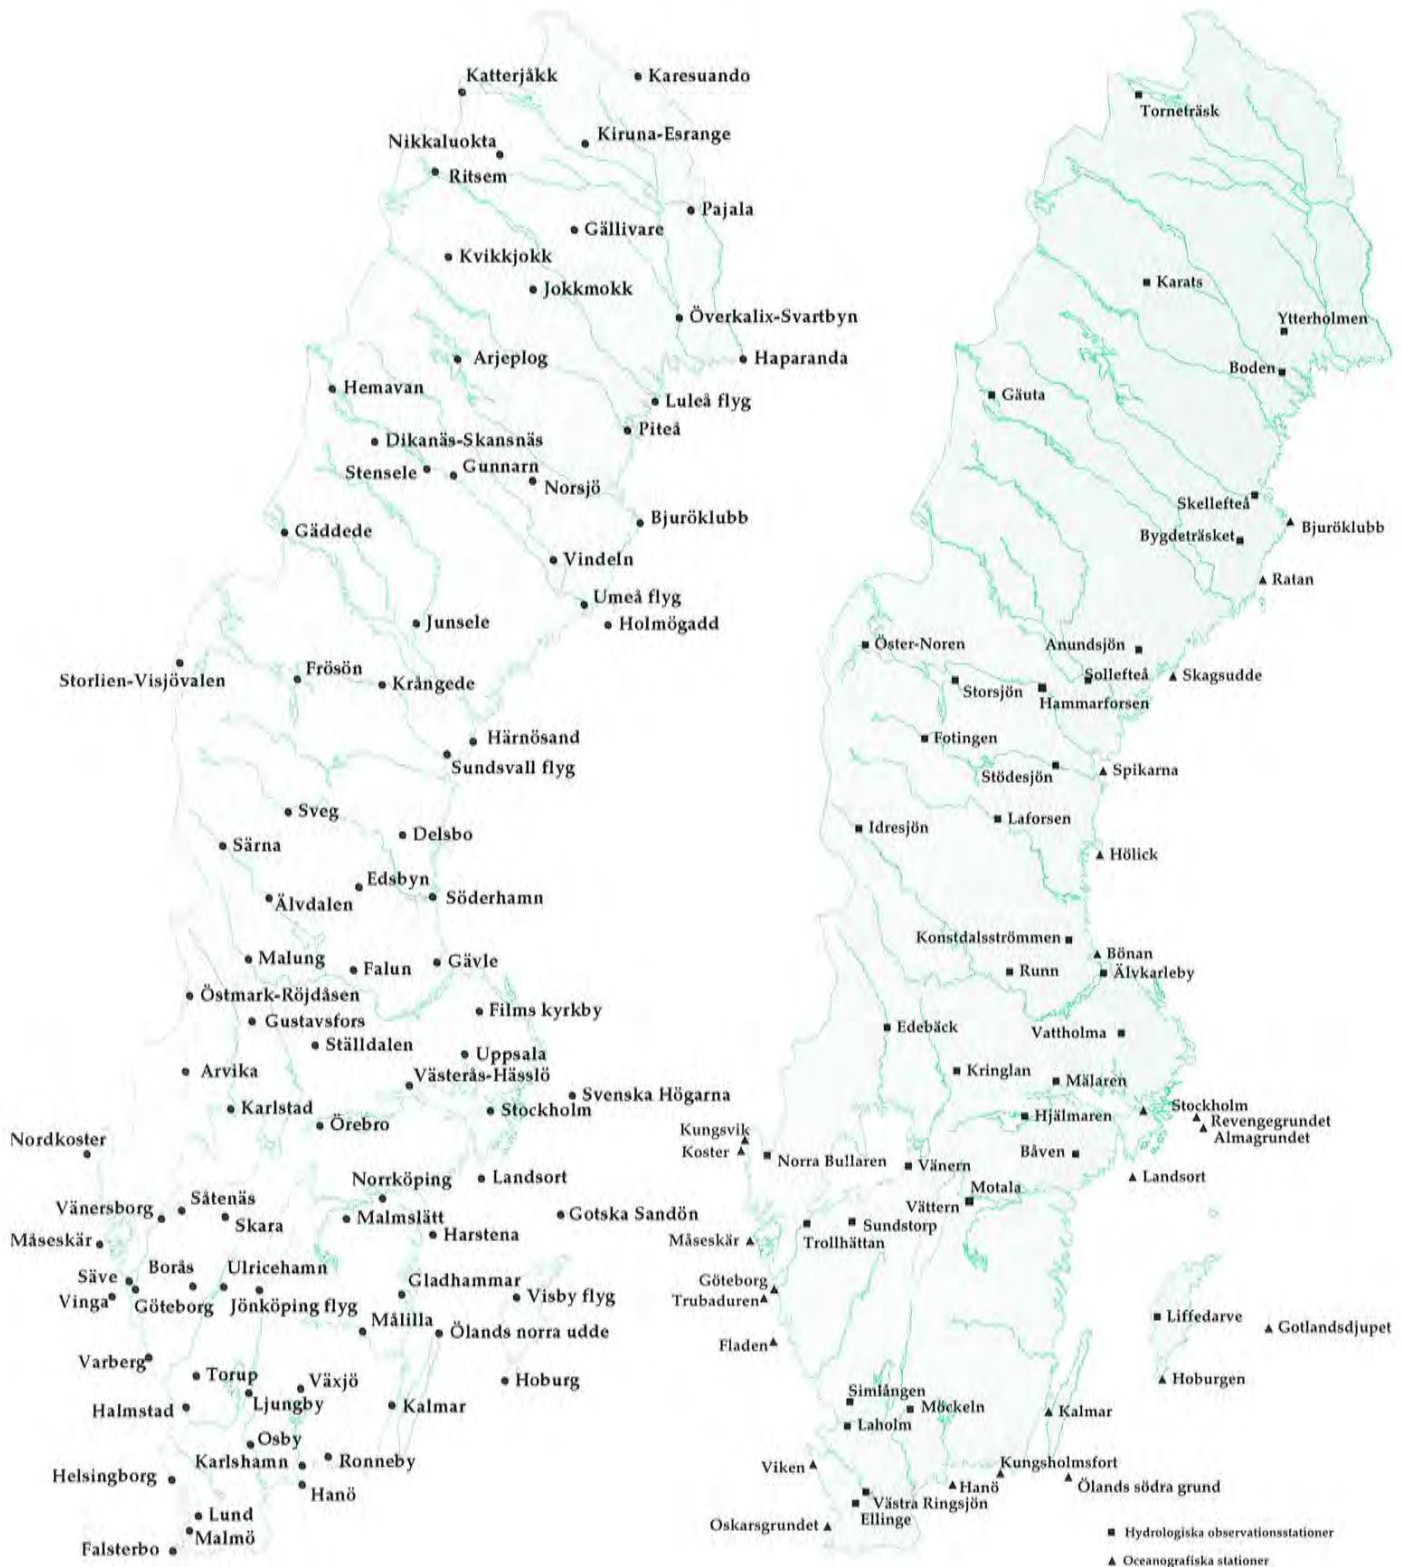 Katterjåkk
Karesuando
Nikkaluokta
Kiruna-Esrange
Ritsem
Pajala
Gällivare
Kvikkjokk
Jokkmokk
Överkalix-Svartbyn
Arjeplog
Haparanda
Hemavan
Luleå flyg
Piteå
Dikanäs-Skansnäs
Stensele
Gunnarn
Norsjö
Bjuröklubb
Gäddede
Vindeln
Umeå flyg
Junsele
Holmögadd
Storlien-Visjövalen
Frösön
Krångede
Härnösand
Sundsvall flyg
Sveg
Delsbo
Särna
Edsbyn
Älvdalen
Söderhamn
Malung
Falun
Gävle
Östmark-Röjdåsen
Films kyrkby
Gustavsfors
Ställdalen
Uppsala
Arvika
Västerås-Hässlö
Svenska Högarna
Karlstad
Stockholm
Örebro
Nordkoster
Landsort
Norrköping
Såtenäs
Vänersborg
Skara
Malmslätt
Gotska Sandön
Harstena
Måseskär
Borås
Ulricehamn
Säve
Gladhammar
Vinga
Göteborg
Jönköping flyg
Visby flyg
Målilla
Ölands norra udde
Varberg
Torup
Växjö
Hoburg
Halmstad
Ljungby
Kalmar
Osby
Karlshamn
Ronneby
Helsingborg
Hanö
Lund
Malmö
Falsterbo
Torneträsk
Karats
Ytterholmen
Boden
Gäuta
Skellefteå
Bjuröklubb
Bygdeträsket
Ratan
Öster-Noren
Anundsjön
Sollefteå
Skagsudde
Storsjön
Hammarforsen
Fotingen
Stödesjön
Spikarna
Laforsen
Idresjön
Hölick
Konstdalsströmmen
Bönan
Runn
Älvkarleby
Edebäck
Vattholma
Kringlan
Mälaren
Stockholm
Hjälmaren
Revengegrundet
Almagrundet
Kungsvik
Koster
Norra Bullaren
Vänern
Båven
Landsort
Motala
Vättern
Sundstorp
Trollhättan
Måseskär
Göteborg
Trubaduren
Liffedarve
Gotlandsdjupet
Fladen
Hoburgen
Simlången
Möckeln
Laholm
Kalmar
Viken
Kungsholmsfort
Hanö
Ölands södra grund
Västra Ringsjön
Ellinge
Oskarsgrundet
Hydrologiska observationsstationer
Oceanografiska stationer